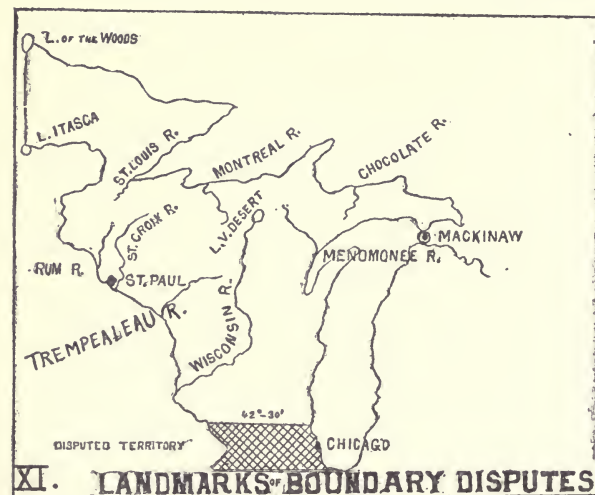 L. OF THE WOODS
L. ITASCA
ST. LOUIS R.
MONTREAL R.
CHOCOLATE R.
ST. CROIX R.
L. V. DESERT
MACKINAW
MENOMONEE R.
RUM R.
ST. PAUL
TREMPEALEAU R.
WISCONSIN R.
42°-30'
DISPUTED TERRITORY
CHICAGO
XI. LANDMARKS OF BOUNDARY DISPUTES